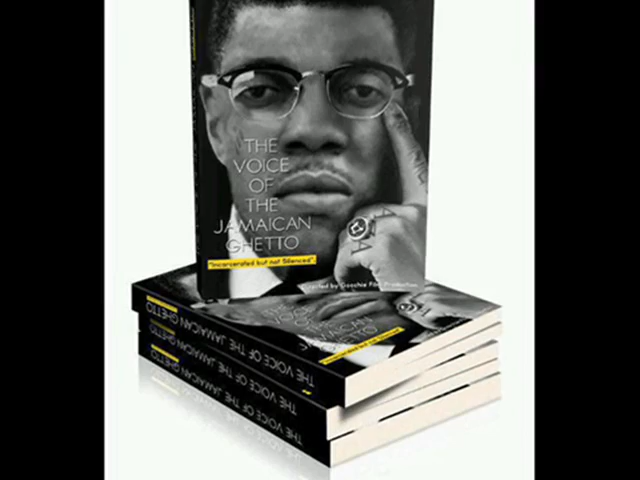 THE
VOICE
OF
THE
JAMAICAN
GHETTO
"Incarcerated but not Silenced".
THE VOICE OF THE JAMAICAN GHETTO
THE VOICE OF THE JAMAICAN GHETTO
THE VOICE OF THE JAMAICAN GHETTO